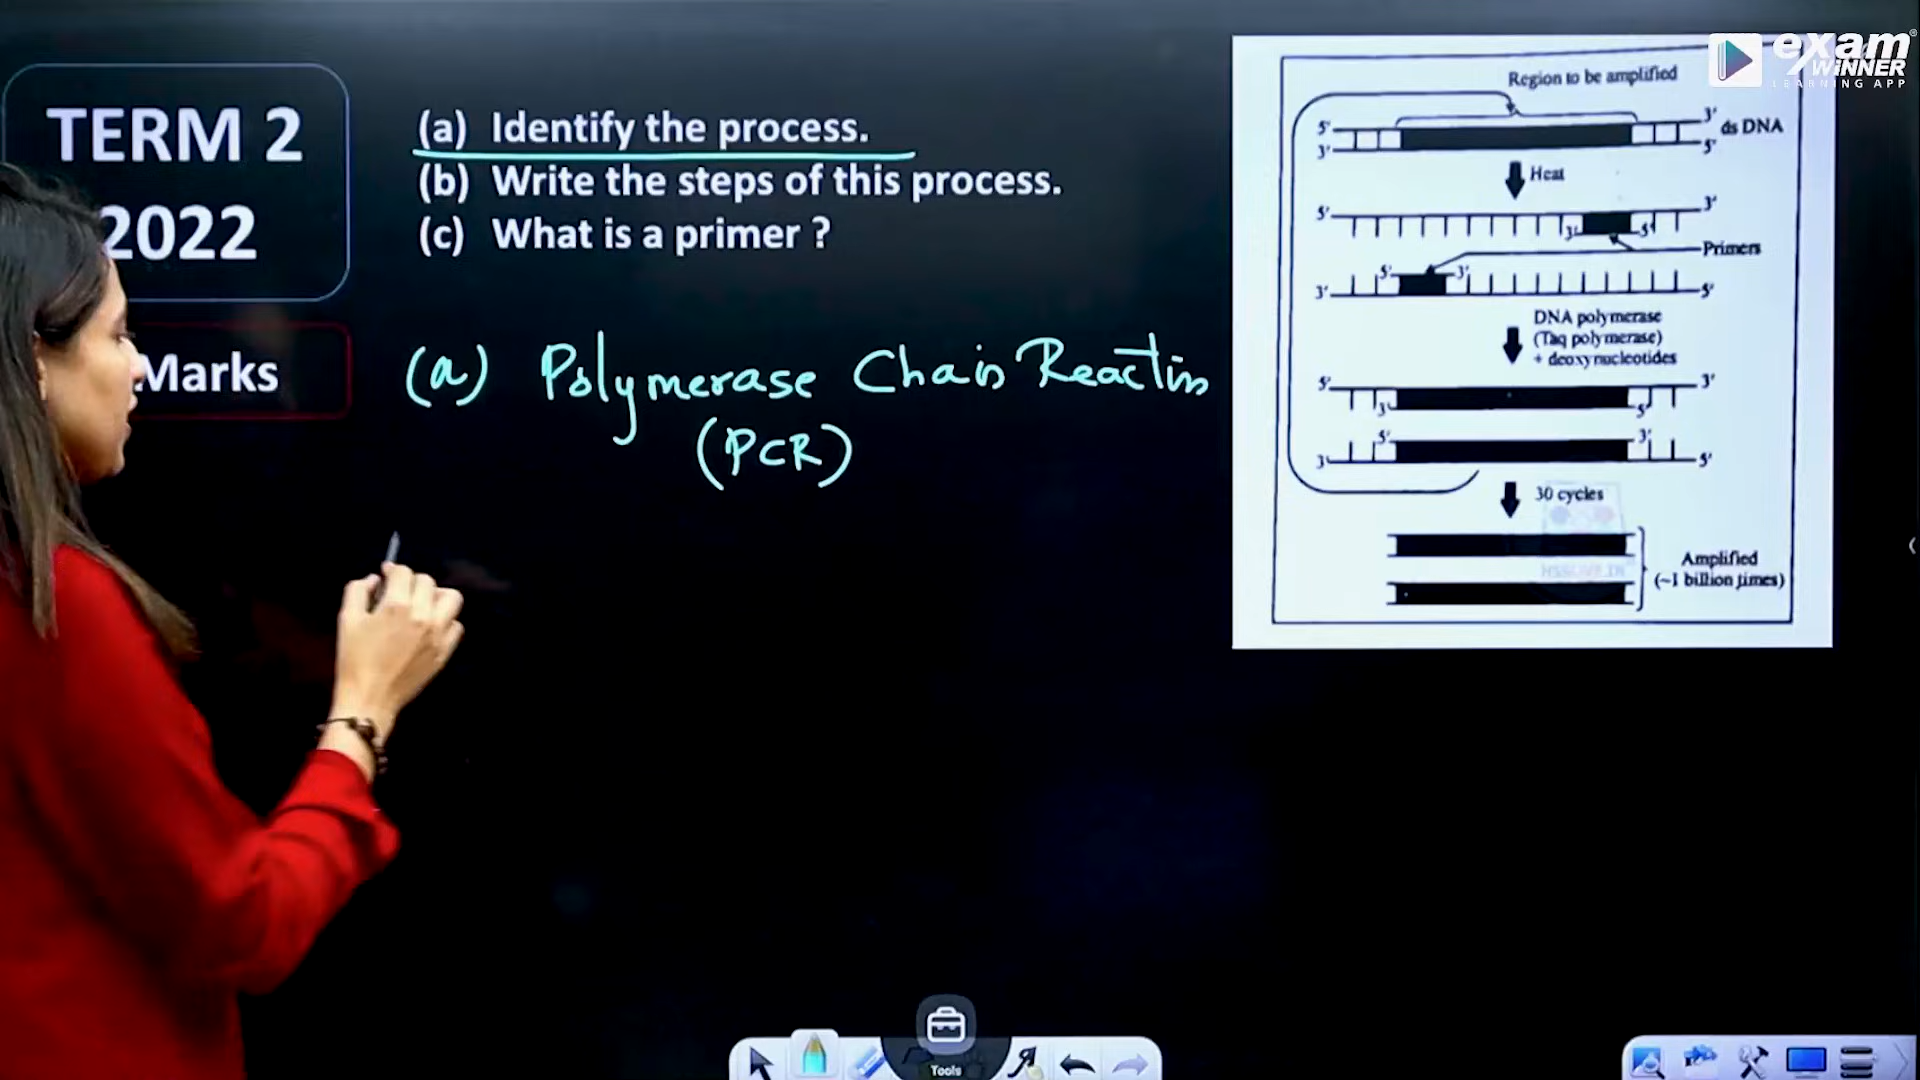 TERM 2
2022
Marks
(a) Identify the process.
(b) Write the steps of this process.
(c) What is a primer ?
(a) Polymerase Chain Reaction
(PCR)
exam
WINNER
LEARNING APP
Region to be amplified
5' 3' ds DNA
3' 5'
Heat
5' 3'
3' 5'
Primers
5' 3'
3' 5'
DNA polymerase
(Taq polymerase)
+ deoxynucleotides
5' 3'
3' 5'
5' 3'
3' 5'
30 cycles
Amplified
(~1 billion times)
Tools